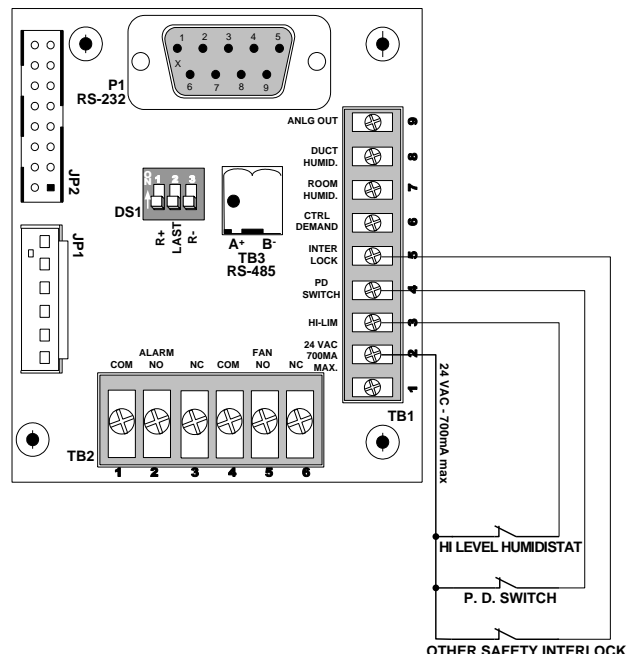 1 2 3 4 5
X
6 7 8 9
P1
RS-232
JP2
JP1
ON
1 2 3
DS1
R+
LAST
R-
A+ B-
TB3
RS-485
ANLG OUT
9
DUCT
HUMID.
8
ROOM
HUMID.
7
CTRL
DEMAND
6
INTER
LOCK
5
PD
SWITCH
4
HI-LIM
3
24 VAC
700MA
MAX.
2
1
TB1
24 VAC - 700mA max
ALARM FAN
COM NO NC COM NO NC
TB2
1 2 3 4 5 6
HI LEVEL HUMIDISTAT
P. D. SWITCH
OTHER SAFETY INTERLOCK